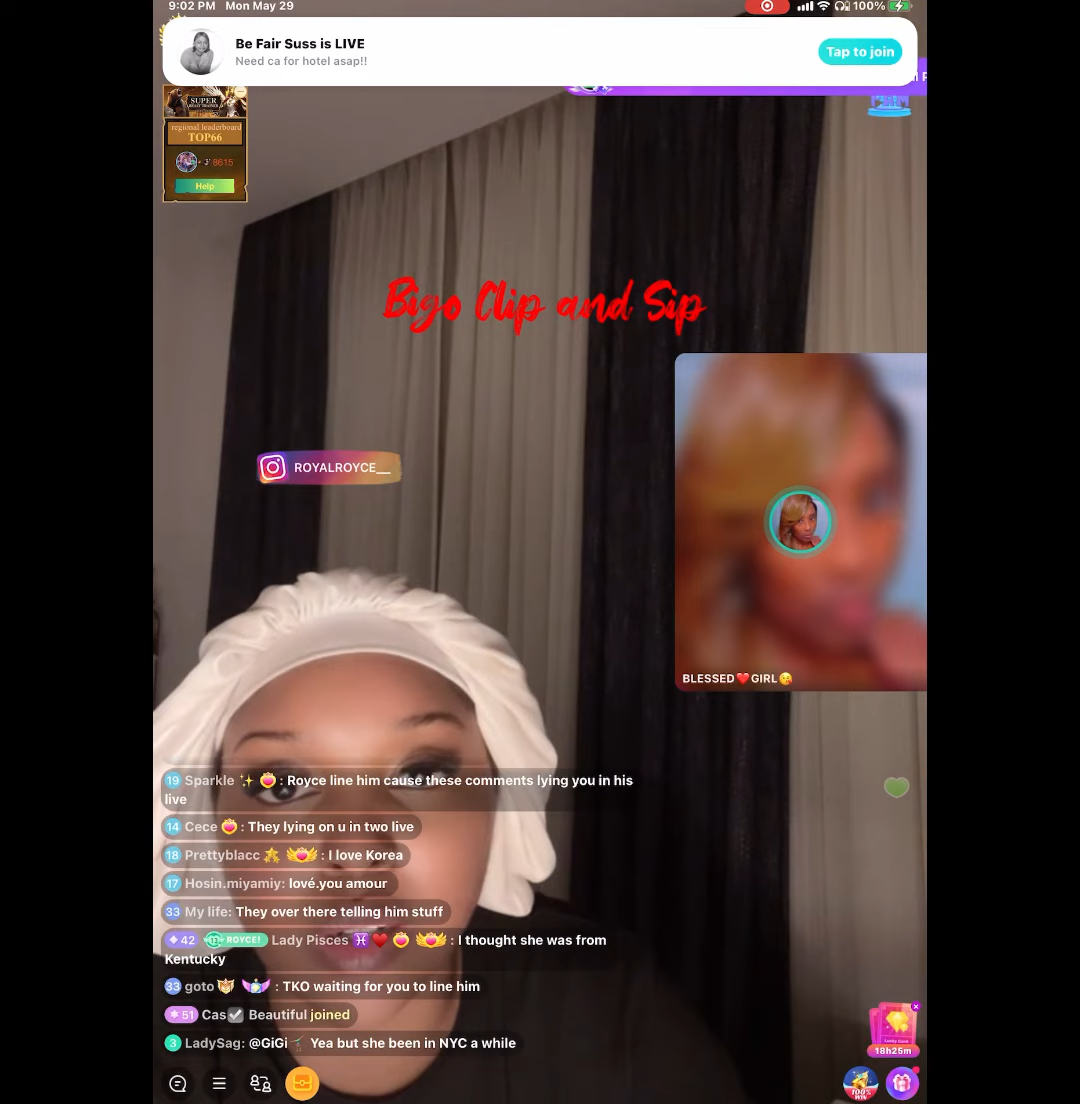 9:02 PM Mon May 29
100%
Be Fair Suss is LIVE
Need ca for hotel asap!!
Tap to join
SUPER
regional leaderboard
TOP66
8615
Help
Bigo Clip and Sip
ROYALROYCE__
BLESSED❤️GIRL😘
19 Sparkle ✨ : Royce line him cause these comments lying you in his
live
14 Cece : They lying on u in two live
18 Prettyblacc : I love Korea
17 Hosin.miyamiy: lové.you amour
33 My life: They over there telling him stuff
42 ROYCE! Lady Pisces ♓❤️ : I thought she was from
Kentucky
33 goto : TKO waiting for you to line him
51 Cas✔ Beautiful joined
3 LadySag: @GiGi Yea but she been in NYC a while
Lucky Card
18h25m
100%
WIN